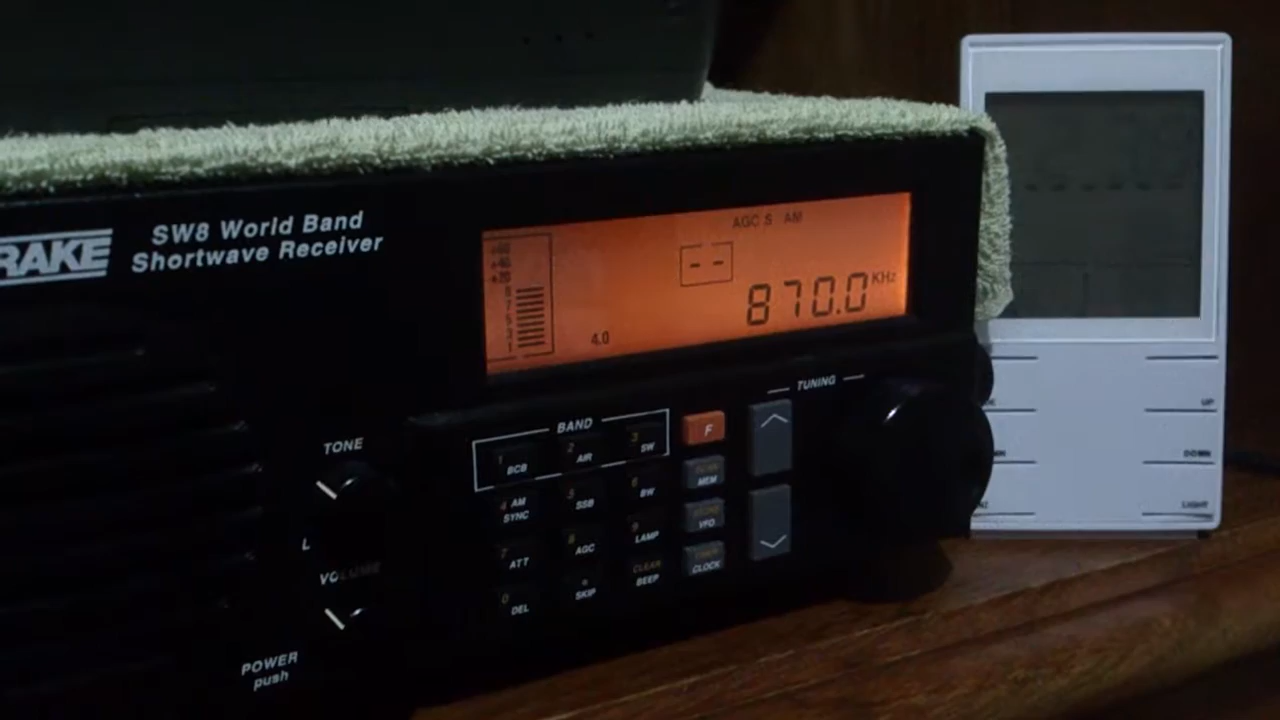 RAKE
SW8 World Band
Shortwave Receiver
AGC S AM
--
870.0 KHz
4.0
TONE
L
VOLUME
POWER
push
BAND
1 BCB
2 AIR
3 SW
4 AM SYNC
5 SSB
6 BW
7 ATT
8 AGC
9 LAMP
0 DEL
SKIP
CLEAR BEEP
F
MEM
VFO
CLOCK
TUNING
UP
DOWN
LIGHT